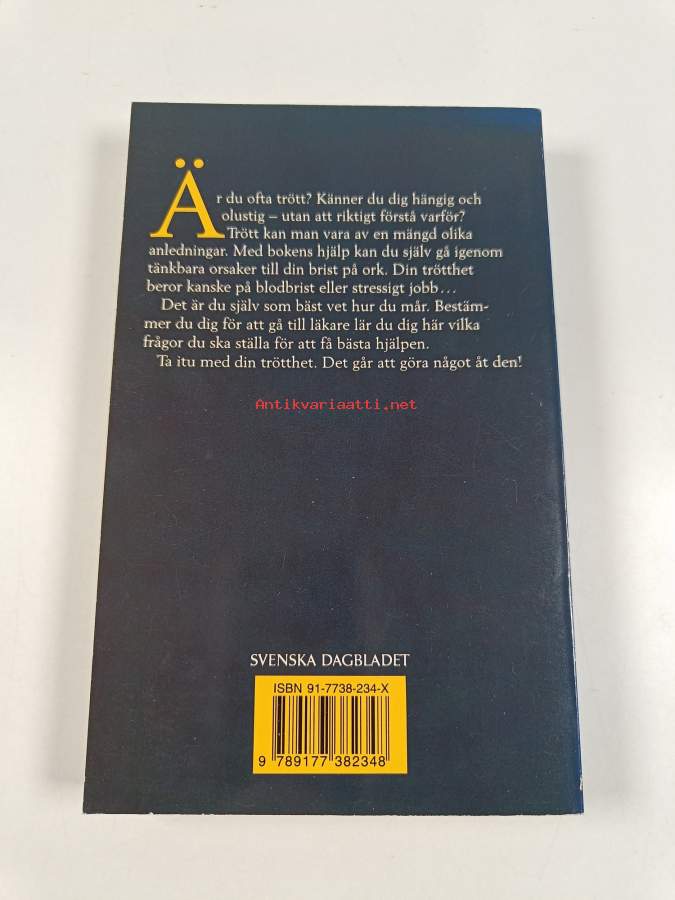 Är du ofta trött? Känner du dig hängig och
olustig – utan att riktigt förstå varför?
Trött kan man vara av en mängd olika
anledningar. Med bokens hjälp kan du själv gå igenom
tänkbara orsaker till din brist på ork. Din trötthet
beror kanske på blodbrist eller stressigt jobb...
Det är du själv som bäst vet hur du mår. Bestäm-
mer du dig för att gå till läkare lär du dig här vilka
frågor du ska ställa för att få bästa hjälpen.
Ta itu med din trötthet. Det går att göra något åt den!
Antikvariaatti.net
SVENSKA DAGBLADET
ISBN 91-7738-234-X
9 789177 382348